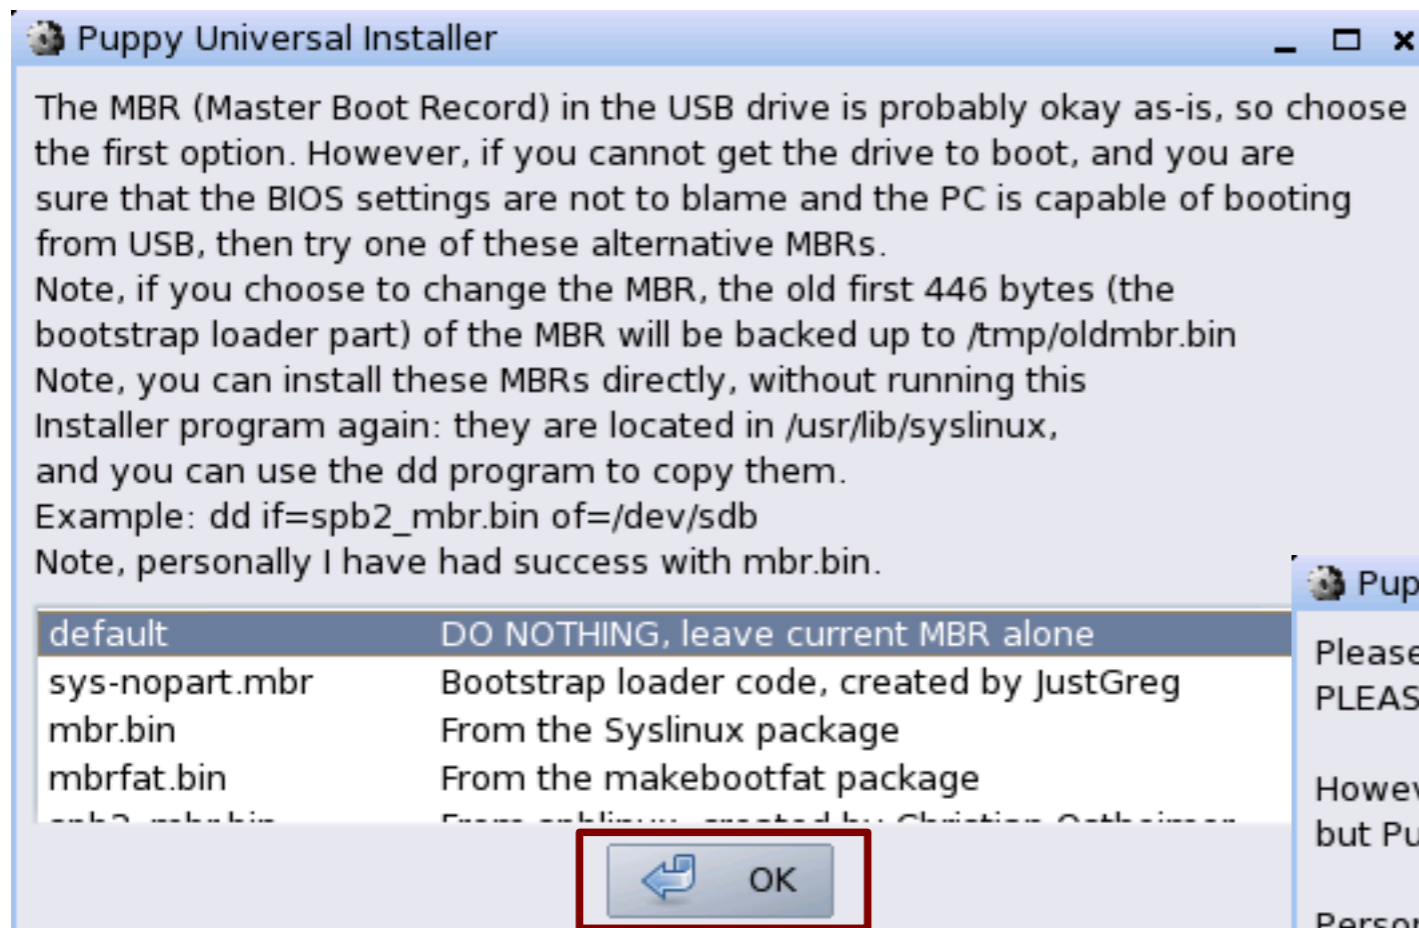 Puppy Universal Installer
The MBR (Master Boot Record) in the USB drive is probably okay as-is, so choose
the first option. However, if you cannot get the drive to boot, and you are
sure that the BIOS settings are not to blame and the PC is capable of booting
from USB, then try one of these alternative MBRs.
Note, if you choose to change the MBR, the old first 446 bytes (the
bootstrap loader part) of the MBR will be backed up to /tmp/oldmbr.bin
Note, you can install these MBRs directly, without running this
Installer program again: they are located in /usr/lib/syslinux,
and you can use the dd program to copy them.
Example: dd if=spb2_mbr.bin of=/dev/sdb
Note, personally I have had success with mbr.bin.
default DO NOTHING, leave current MBR alone
sys-nopart.mbr Bootstrap loader code, created by JustGreg
mbr.bin From the Syslinux package
mbrfat.bin From the makebootfat package
OK
Pup
Please
PLEAS
Howev
but Pu